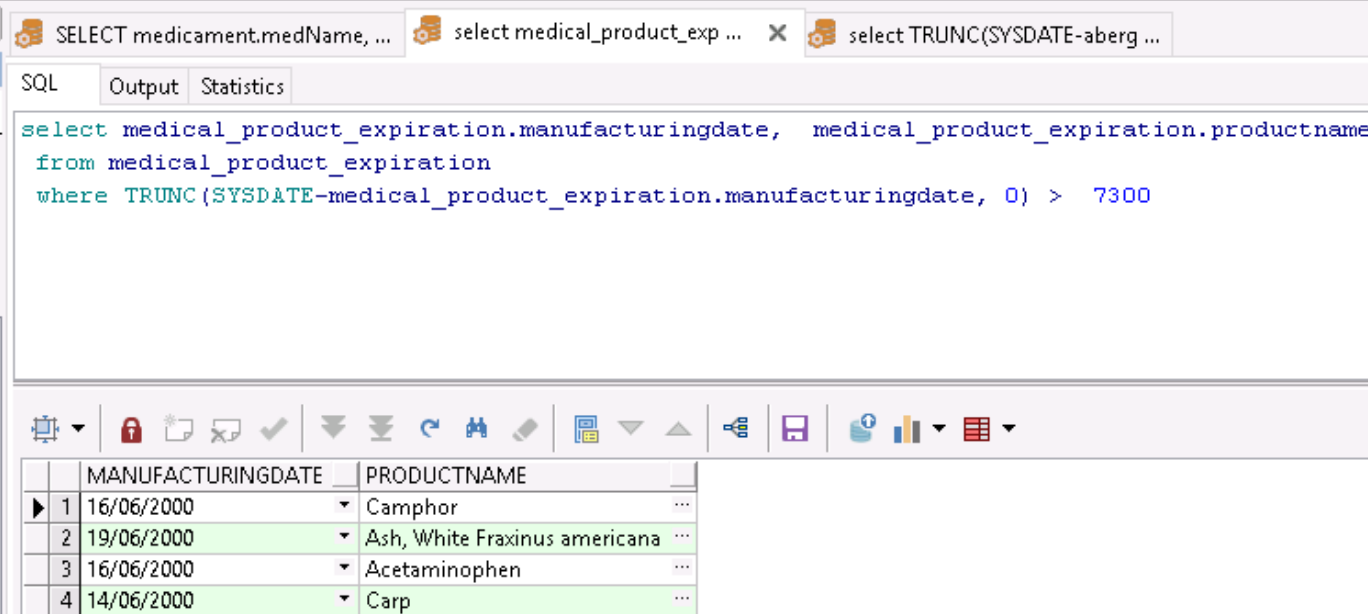 SELECT medicament.medName, ... select medical_product_exp ... select TRUNC(SYSDATE-aberg ...
SQL Output Statistics
select medical_product_expiration.manufacturingdate, medical_product_expiration.productname
from medical_product_expiration
where TRUNC(SYSDATE-medical_product_expiration.manufacturingdate, 0) > 7300
MANUFACTURINGDATE PRODUCTNAME
1 16/06/2000 Camphor ...
2 19/06/2000 Ash, White Fraxinus americana ...
3 16/06/2000 Acetaminophen ...
4 14/06/2000 Carp ...